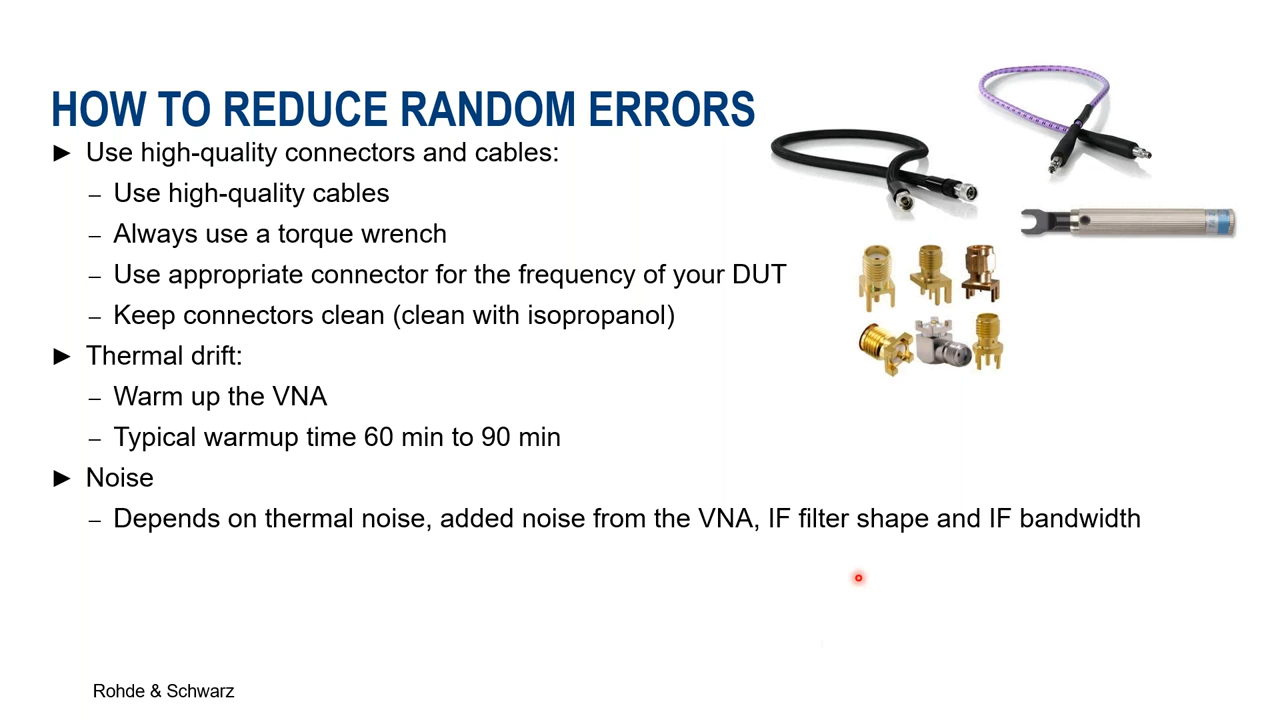 HOW TO REDUCE RANDOM ERRORS
► Use high-quality connectors and cables:
– Use high-quality cables
– Always use a torque wrench
– Use appropriate connector for the frequency of your DUT
– Keep connectors clean (clean with isopropanol)
► Thermal drift:
– Warm up the VNA
– Typical warmup time 60 min to 90 min
► Noise
– Depends on thermal noise, added noise from the VNA, IF filter shape and IF bandwidth
Rohde & Schwarz